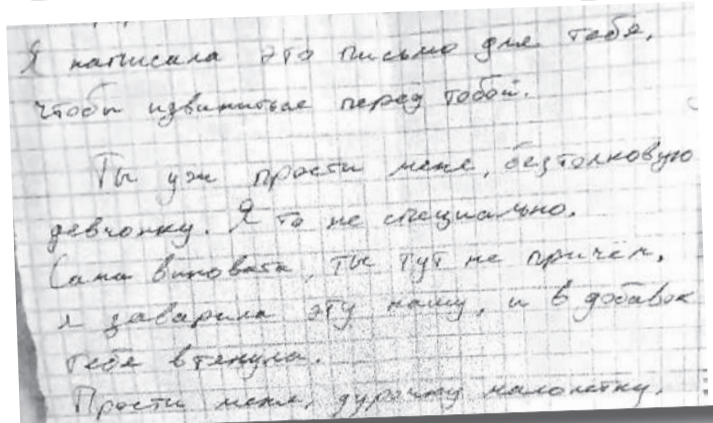 Я написала это письмо для тебя,
чтобы извиниться перед тобой.
Ты уж прости меня, безтолковую
девчонку. Я то не специально.
Сама виновата, ты тут не причём,
я заварила эту кашу, и в добавок
тебя втянула.
Прости меня, дурочку малолетку.